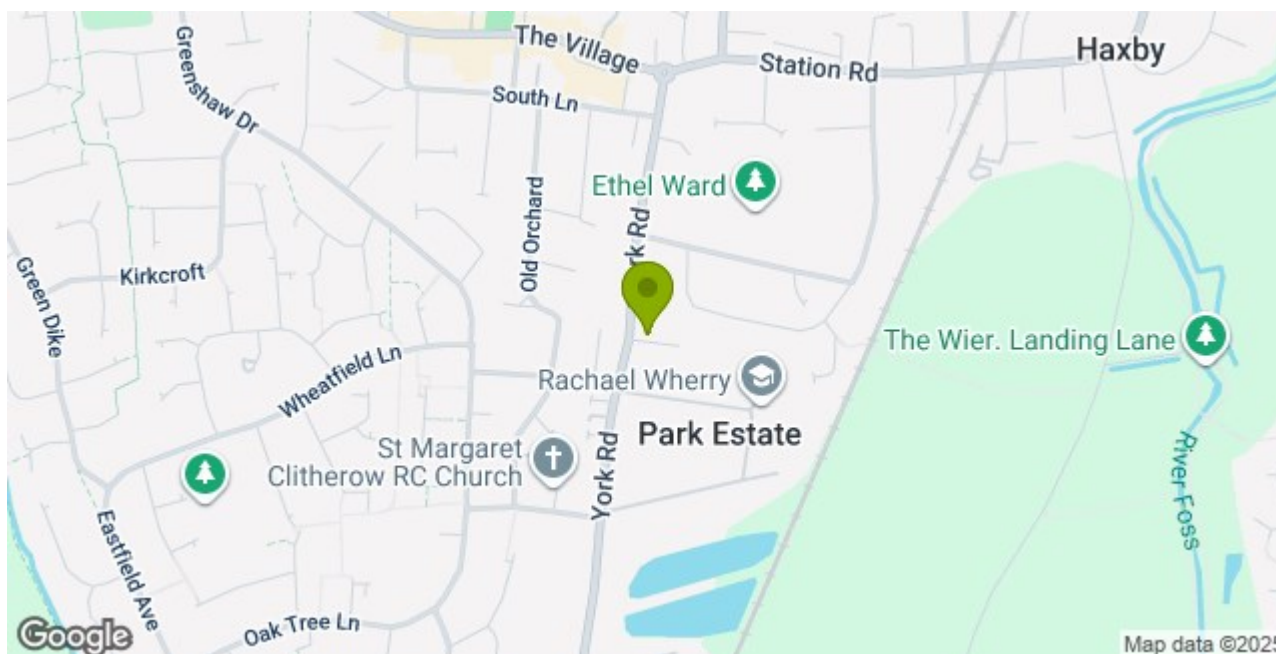 The Village
Station Rd
Haxby
Greenshaw Dr
South Ln
Ethel Ward
Old Orchard
rk Rd
Kirkcroft
Green Dike
Wheatfield Ln
The Wier. Landing Lane
Rachael Wherry
Park Estate
St Margaret
Clitherow RC Church
York Rd
River Foss
Eastfield Ave
Oak Tree Ln
Google
Map data ©2025